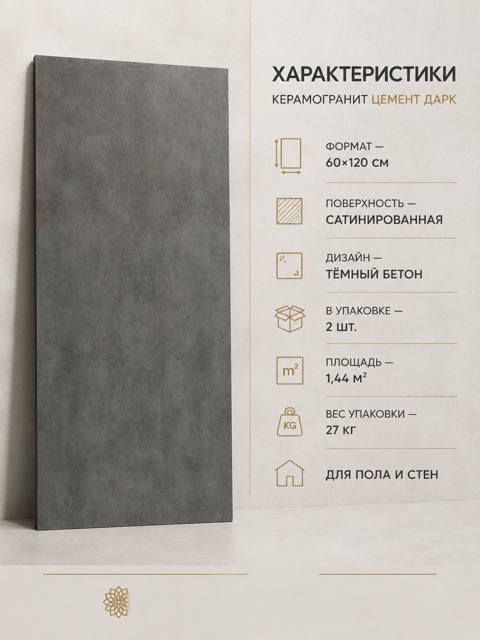 ХАРАКТЕРИСТИКИ
КЕРАМОГРАНИТ ЦЕМЕНТ ДАРК
ФОРМАТ —
60×120 СМ
ПОВЕРХНОСТЬ —
САТИНИРОВАННАЯ
ДИЗАЙН —
ТЁМНЫЙ БЕТОН
В УПАКОВКЕ —
2 ШТ.
m²
ПЛОЩАДЬ —
1,44 М²
KG
ВЕС УПАКОВКИ —
27 КГ
ДЛЯ ПОЛА И СТЕН